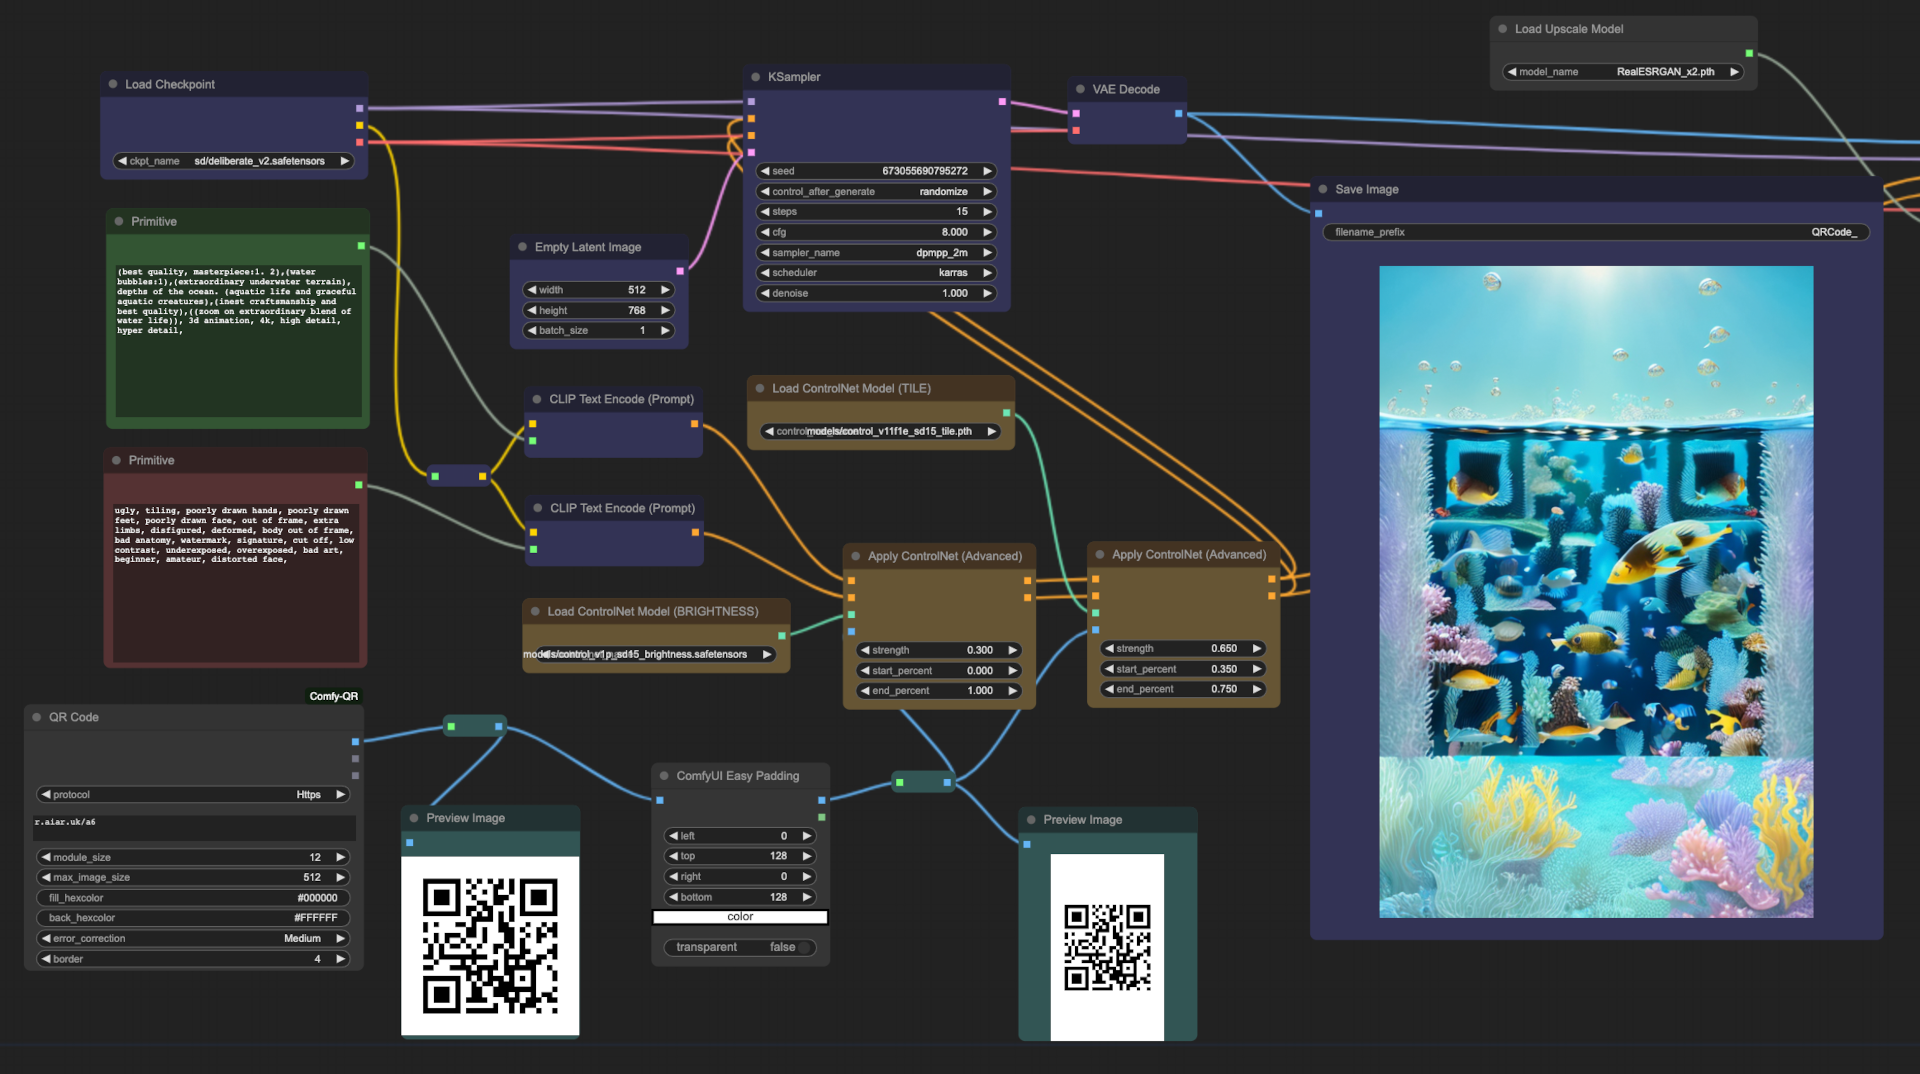 Load Upscale Model
model_name RealESRGAN_x2.pth
Load Checkpoint
ckpt_name sd/deliberate_v2.safetensors
KSampler
seed 673055690795272
control_after_generate randomize
steps 15
cfg 8.000
sampler_name dpmpp_2m
scheduler karras
denoise 1.000
VAE Decode
Save Image
filename_prefix QRCode_
Primitive
(best quality, masterpiece:1. 2),(water
bubbles:1),(extraordinary underwater terrain),
depths of the ocean. (aquatic life and graceful
aquatic creatures),(inest craftsmanship and
best quality),((zoom on extraordinary blend of
water life)), 3d animation, 4k, high detail,
hyper detail,
Empty Latent Image
width 512
height 768
batch_size 1
CLIP Text Encode (Prompt)
Load ControlNet Model (TILE)
models/control_v11f1e_sd15_tile.pth
Primitive
ugly, tiling, poorly drawn hands, poorly drawn
feet, poorly drawn face, out of frame, extra
limbs, disfigured, deformed, body out of frame,
bad anatomy, watermark, signature, cut off, low
contrast, underexposed, overexposed, bad art,
beginner, amateur, distorted face,
CLIP Text Encode (Prompt)
Load ControlNet Model (BRIGHTNESS)
models/control_v1p_sd15_brightness.safetensors
Apply ControlNet (Advanced)
strength 0.300
start_percent 0.000
end_percent 1.000
Apply ControlNet (Advanced)
strength 0.650
start_percent 0.350
end_percent 0.750
Comfy-QR
QR Code
protocol Https
r.aiar.uk/a6
module_size 12
max_image_size 512
fill_hexcolor #000000
back_hexcolor #FFFFFF
error_correction Medium
border 4
Preview Image
ComfyUI Easy Padding
left 0
top 128
right 0
bottom 128
color
transparent false
Preview Image